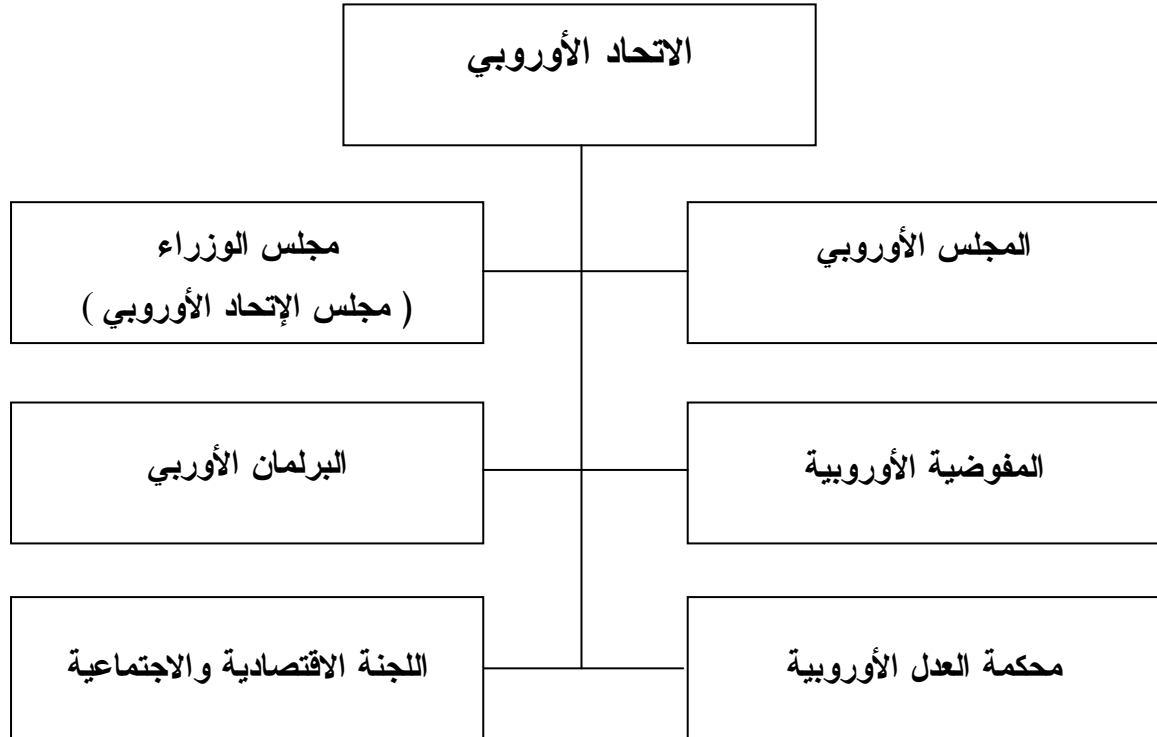 الاتحاد الأوروبي
المجلس الأوروبي
مجلس الوزراء
( مجلس الإتحاد الأوروبي )
المفوضية الأوروبية
البرلمان الأوربي
محكمة العدل الأوروبية
اللجنة الاقتصادية والاجتماعية